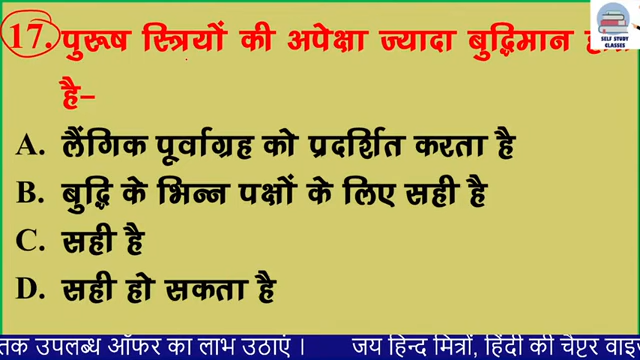 17. पुरूष स्त्रियों की अपेक्षा ज्यादा बुद्धिमान
है-
A. लैंगिक पूर्वाग्रह को प्रदर्शित करता है
B. बुद्धि के भिन्न पक्षों के लिए सही है
C. सही है
D. सही हो सकता है
SELF STUDY
CLASSES
तक उपलब्ध ऑफर का लाभ उठाएं । जय हिन्द मित्रों, हिंदी की चैप्टर